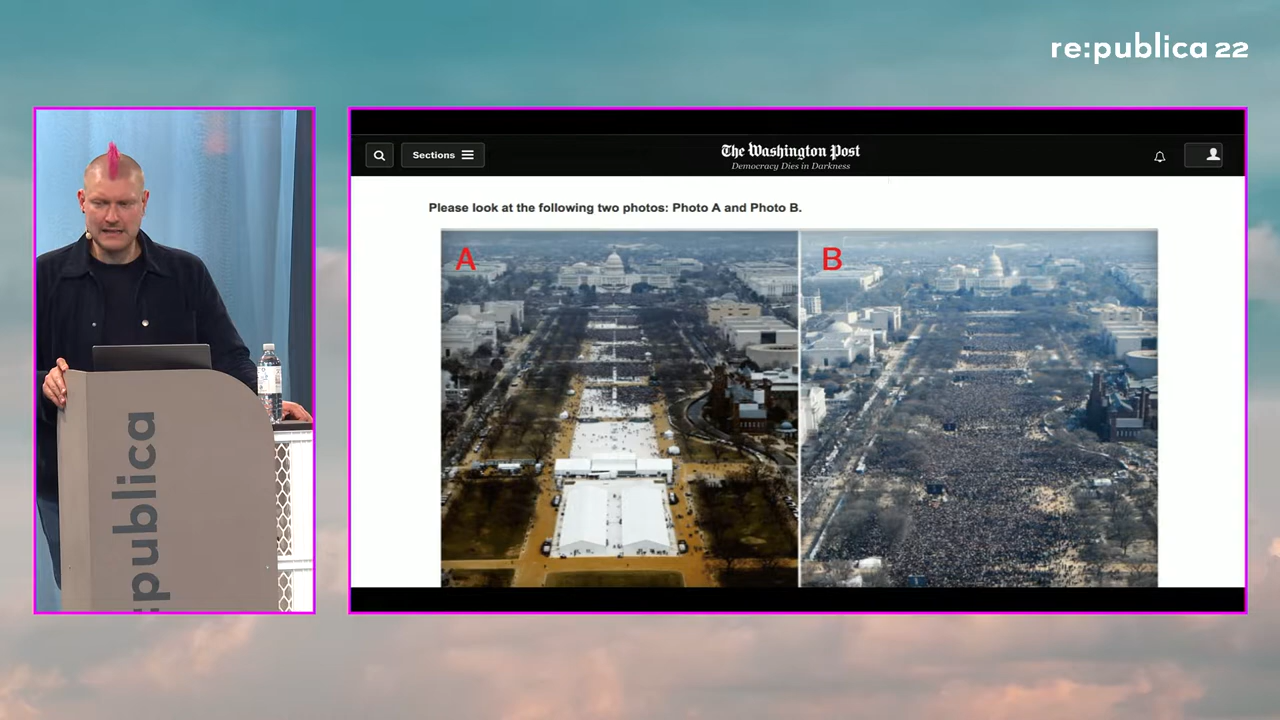 re:publica 22
Sections
The Washington Post
Democracy Dies in Darkness
Please look at the following two photos: Photo A and Photo B.
A
B
:publica